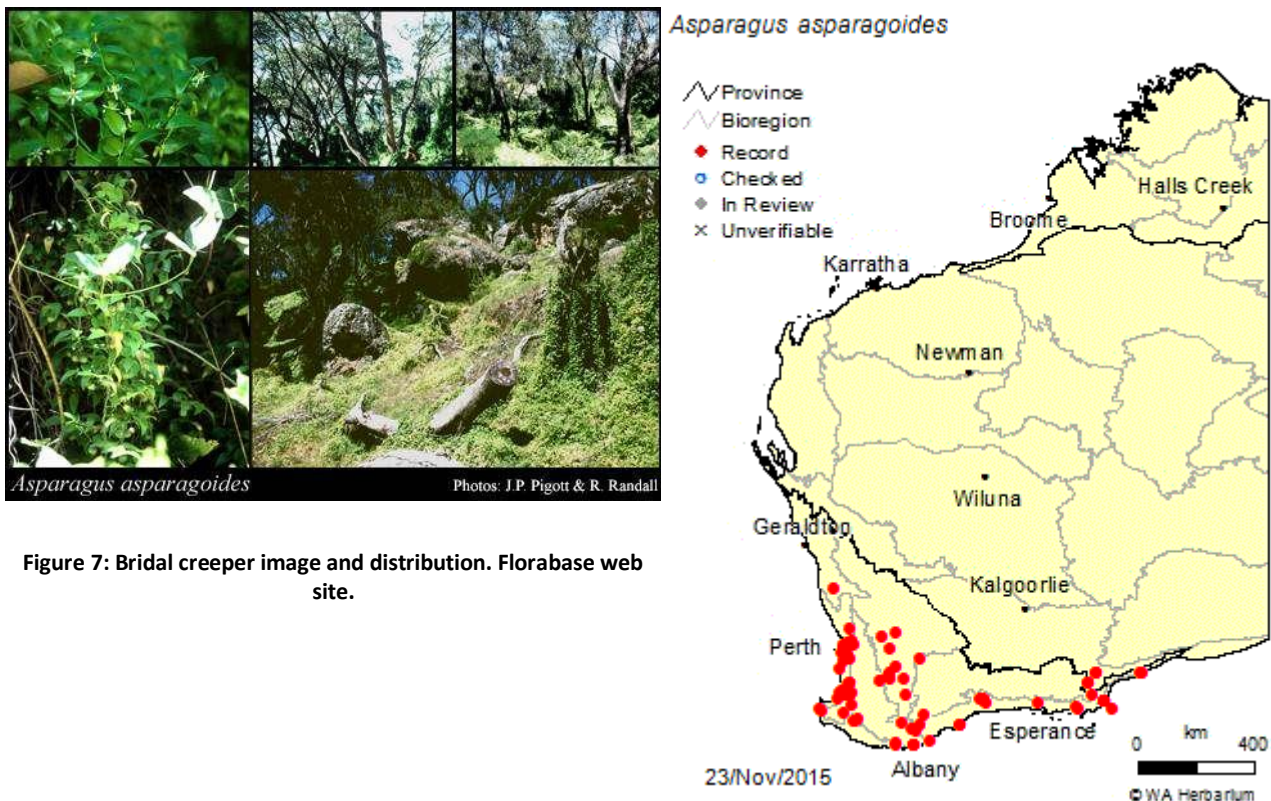 Asparagus asparagoides
Photos: J.P. Pigott & R. Randall
Figure 7: Bridal creeper image and distribution. Florabase web
site.
Asparagus asparagoides
Province
Bioregion
Record
Checked
In Review
Unverifiable
Halls Creek
Broome
Karratha
Newman
Wiluna
Geraldton
Kalgoorlie
Perth
Esperance
Albany
0 km 400
23/Nov/2015
© WA Herbarium